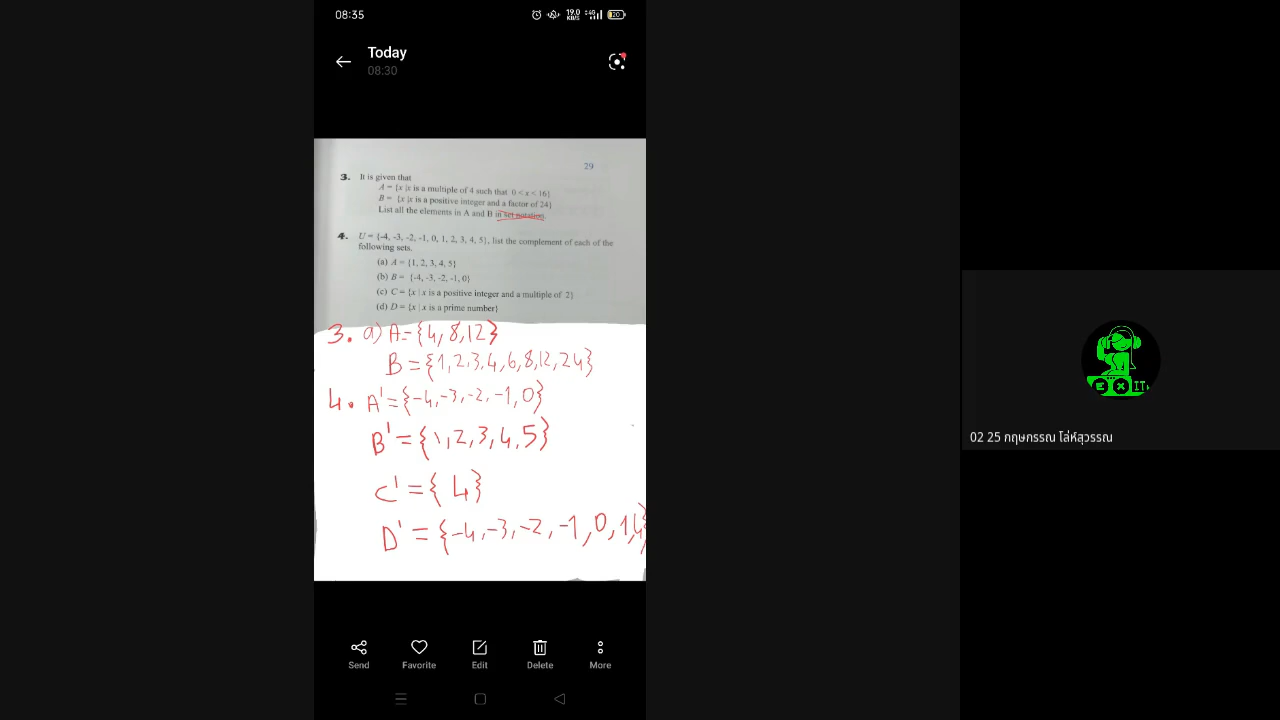 08:35
19.0 KB/S 4G 20
Today
08:30
29
3. It is given that
A = {x |x is a multiple of 4 such that 0 < x < 16}
B = {x |x is a positive integer and a factor of 24}
List all the elements in A and B in set notation.
4. U = {-4, -3, -2, -1, 0, 1, 2, 3, 4, 5}, list the complement of each of the
following sets.
(a) A = {1, 2, 3, 4, 5}
(b) B = {-4, -3, -2, -1, 0}
(c) C = {x | x is a positive integer and a multiple of 2}
(d) D = {x | x is a prime number}
3. a) A={4, 8, 12}
B={1, 2, 3, 4, 6, 8, 12, 24}
4. A'={-4, -3, -2, -1, 0}
B'={1, 2, 3, 4, 5}
C'={4}
D'={-4, -3, -2, -1, 0, 1, 4}
Send Favorite Edit Delete More
EXIT
02 25 กฤษกรรณ โล่ห์สุวรรณ